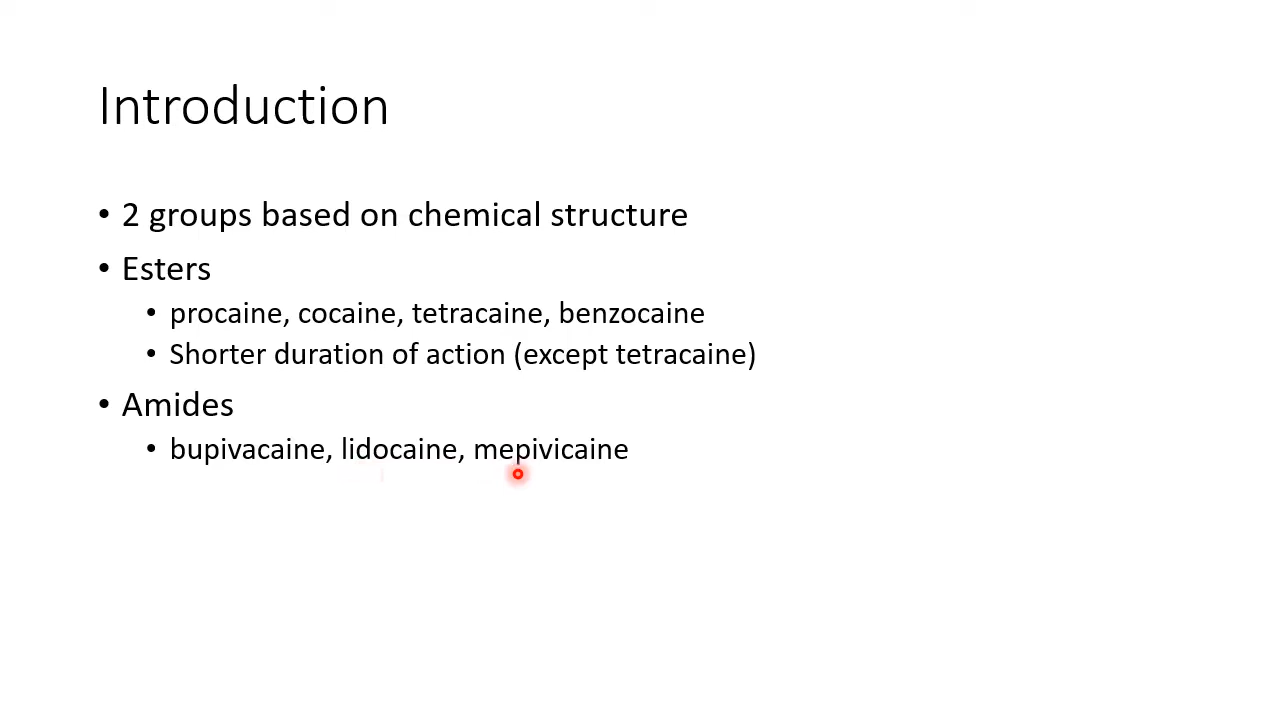 Introduction
• 2 groups based on chemical structure
• Esters
• procaine, cocaine, tetracaine, benzocaine
• Shorter duration of action (except tetracaine)
• Amides
• bupivacaine, lidocaine, mepivicaine